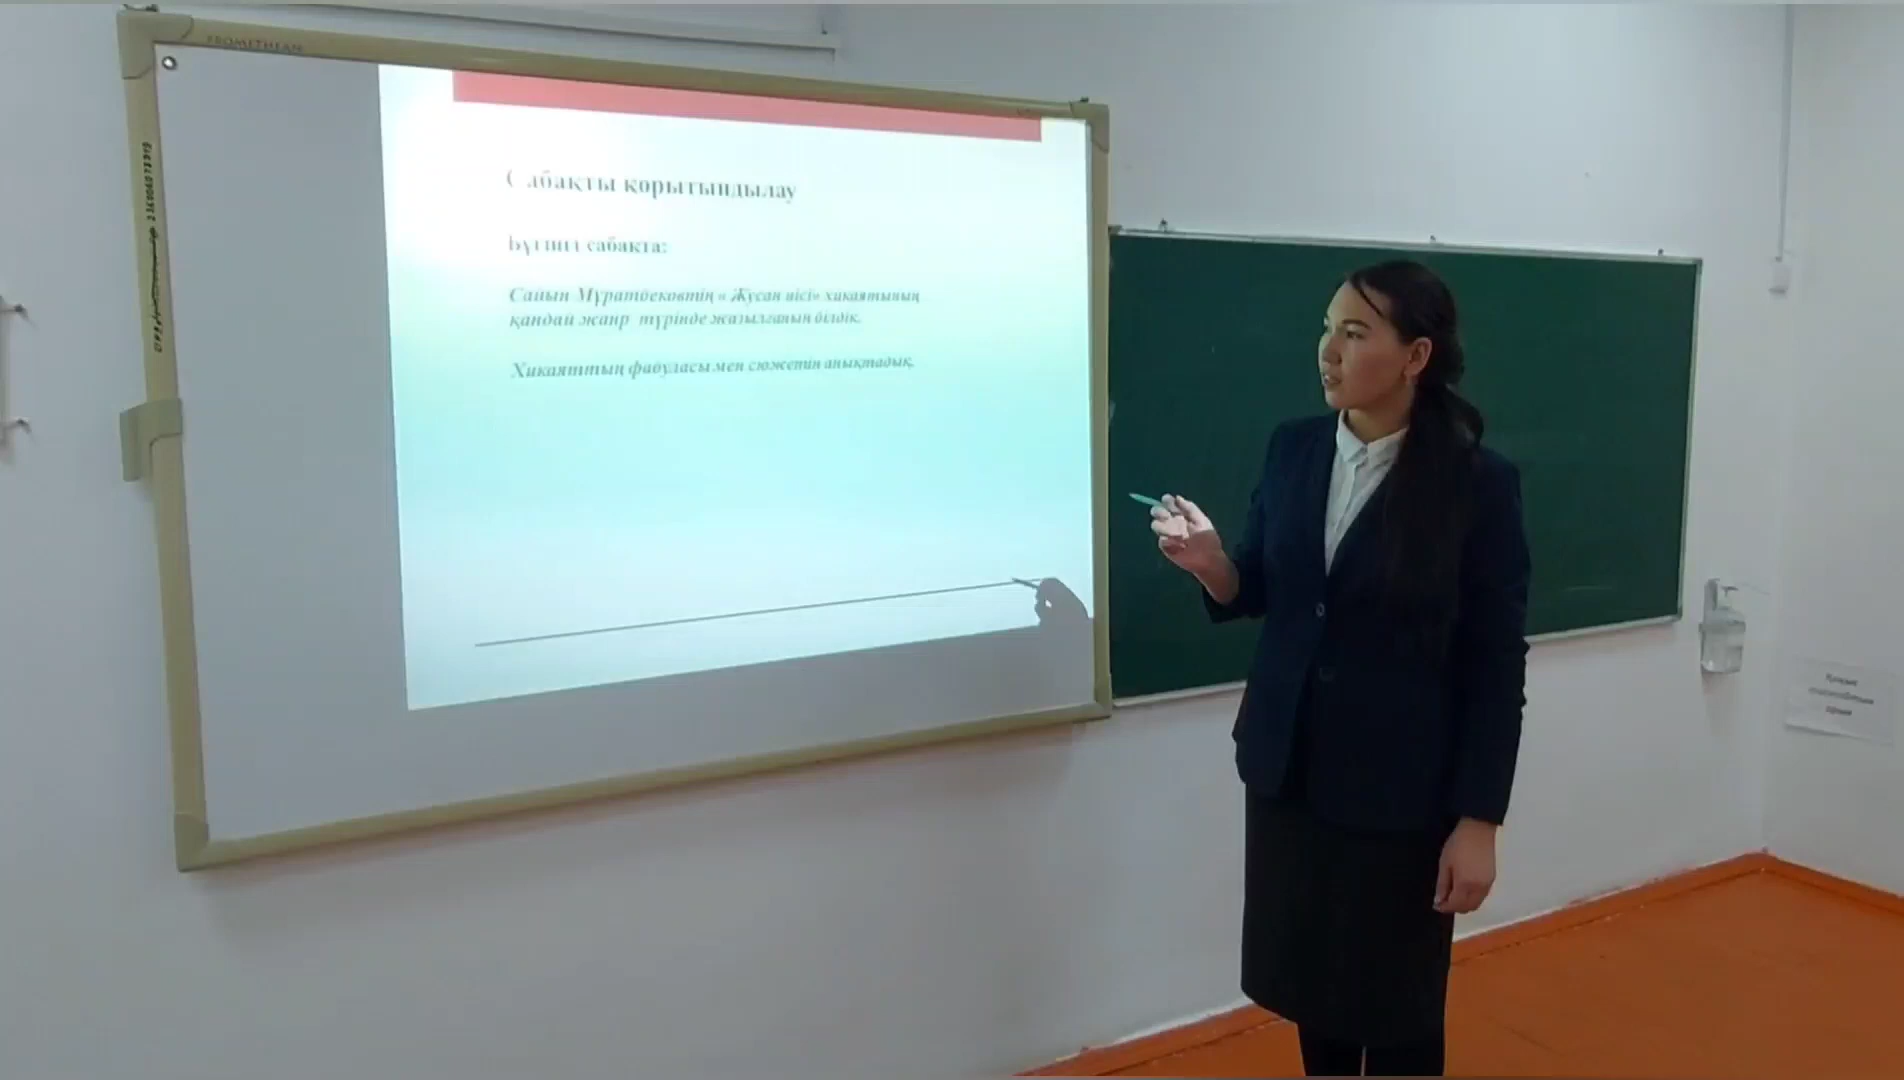 PROMETHEAN
Сабақты қорытындылау
Бүгінгі сабақта:
Сайын Мұратбековтің « Жусан иісі» хикаятының
қандай жанр түрінде жазылғанын білдік.
Хикаяттың фабуласы мен сюжетін анықтадық.